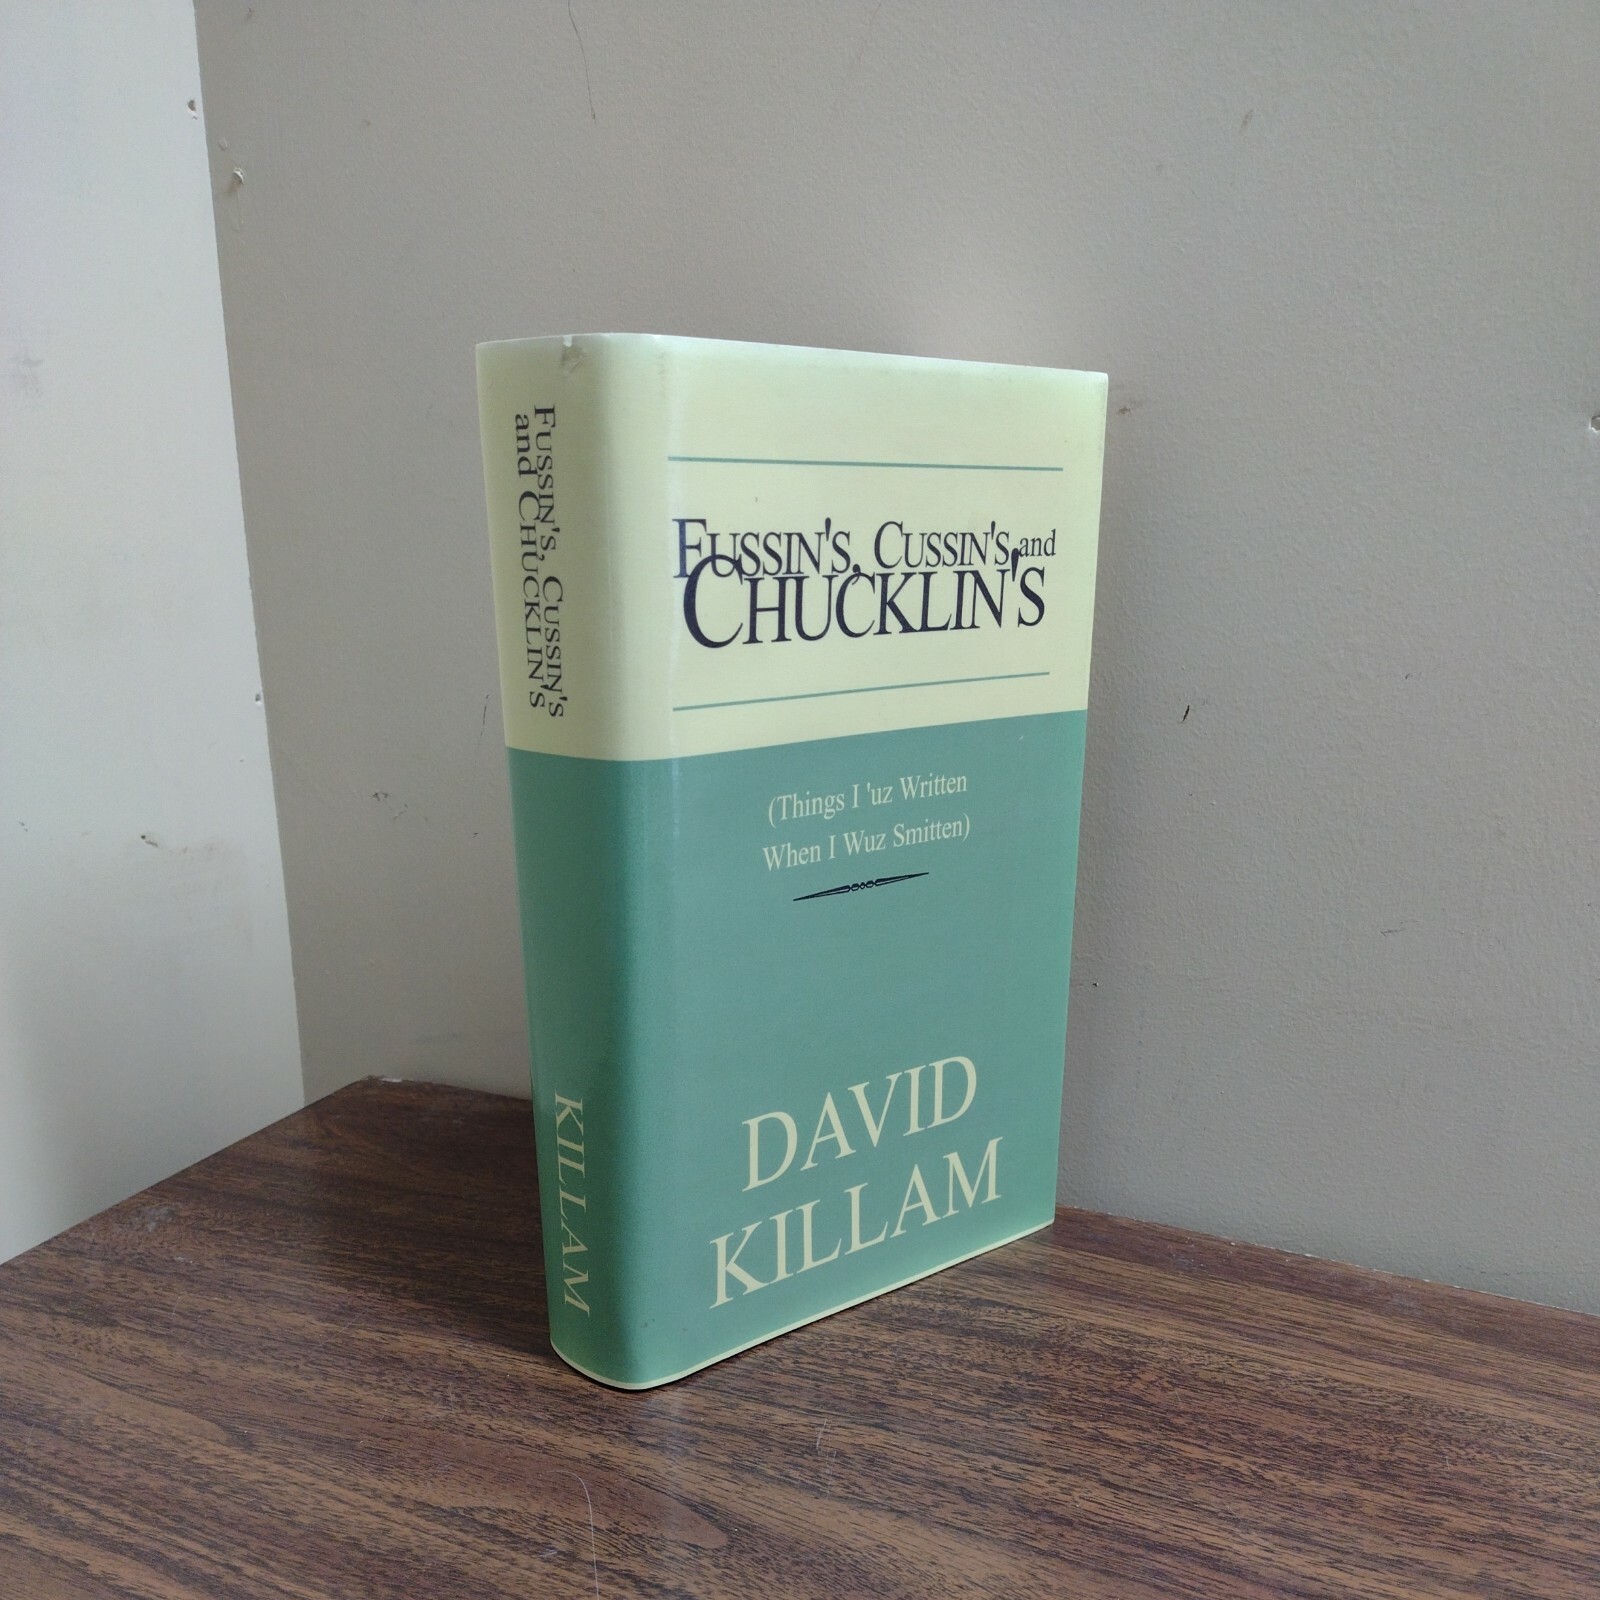 FUSSIN'S, CUSSIN'S
and CHUCKLIN'S
KILLAM
FUSSIN'S, CUSSIN'S, and
CHUCKLIN'S
(Things I 'uz Written
When I Wuz Smitten)
DAVID
KILLAM